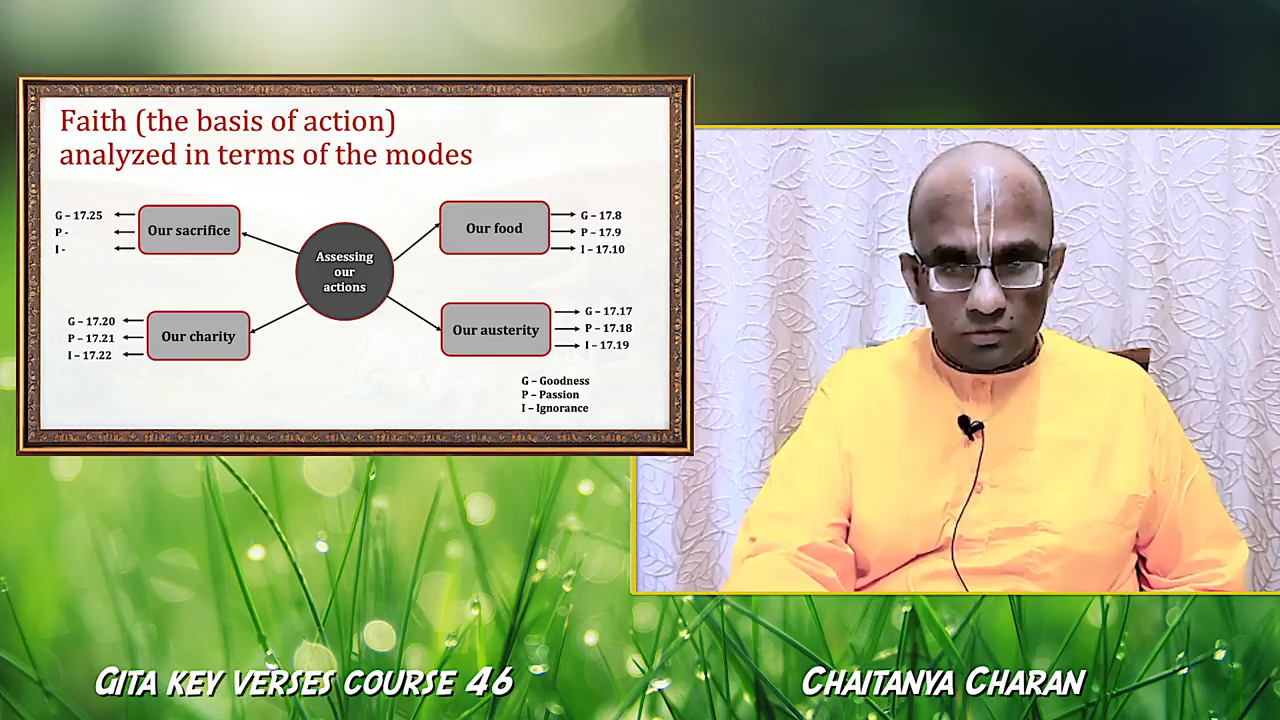 Faith (the basis of action)
analyzed in terms of the modes
G – 17.25
P -
I -
Our sacrifice
Assessing
our
actions
Our food
G – 17.8
P – 17.9
I – 17.10
G – 17.20
P – 17.21
I – 17.22
Our charity
Our austerity
G – 17.17
P – 17.18
I – 17.19
G – Goodness
P – Passion
I – Ignorance
GITA KEY VERSES COURSE 46
CHAITANYA CHARAN